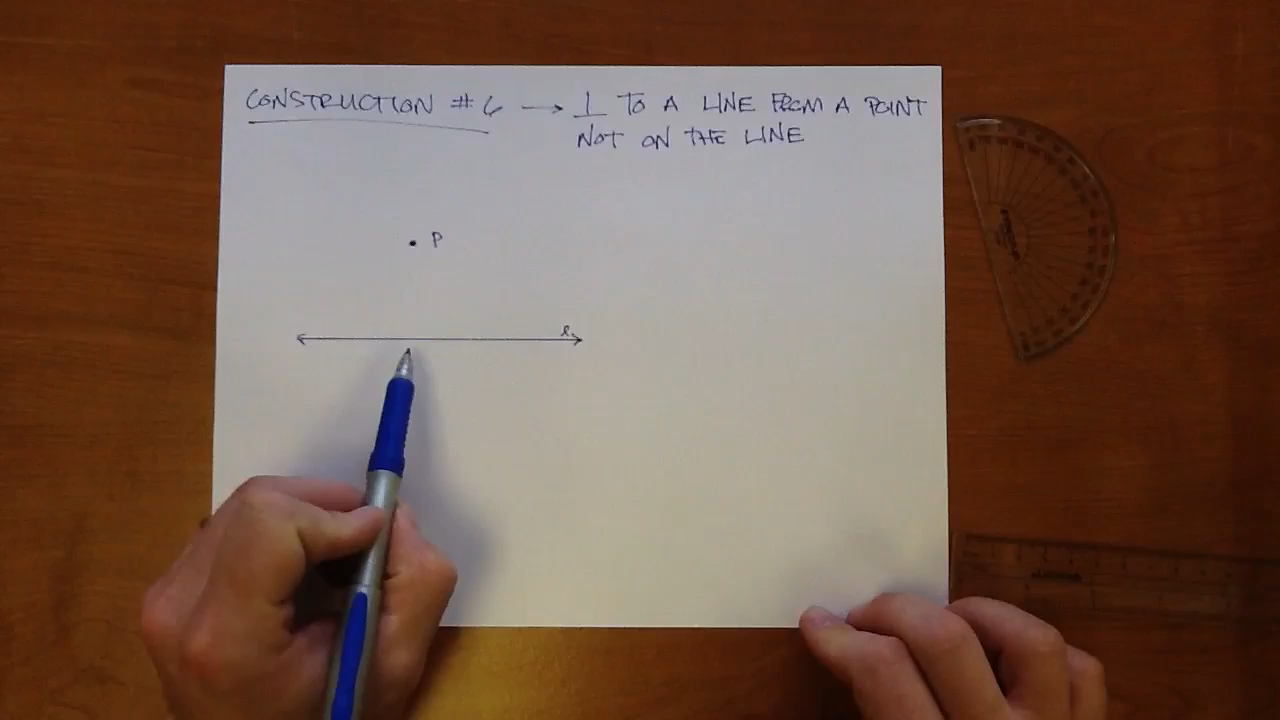 CONSTRUCTION #6 → ⊥ TO A LINE FROM A POINT
NOT ON THE LINE
P
l